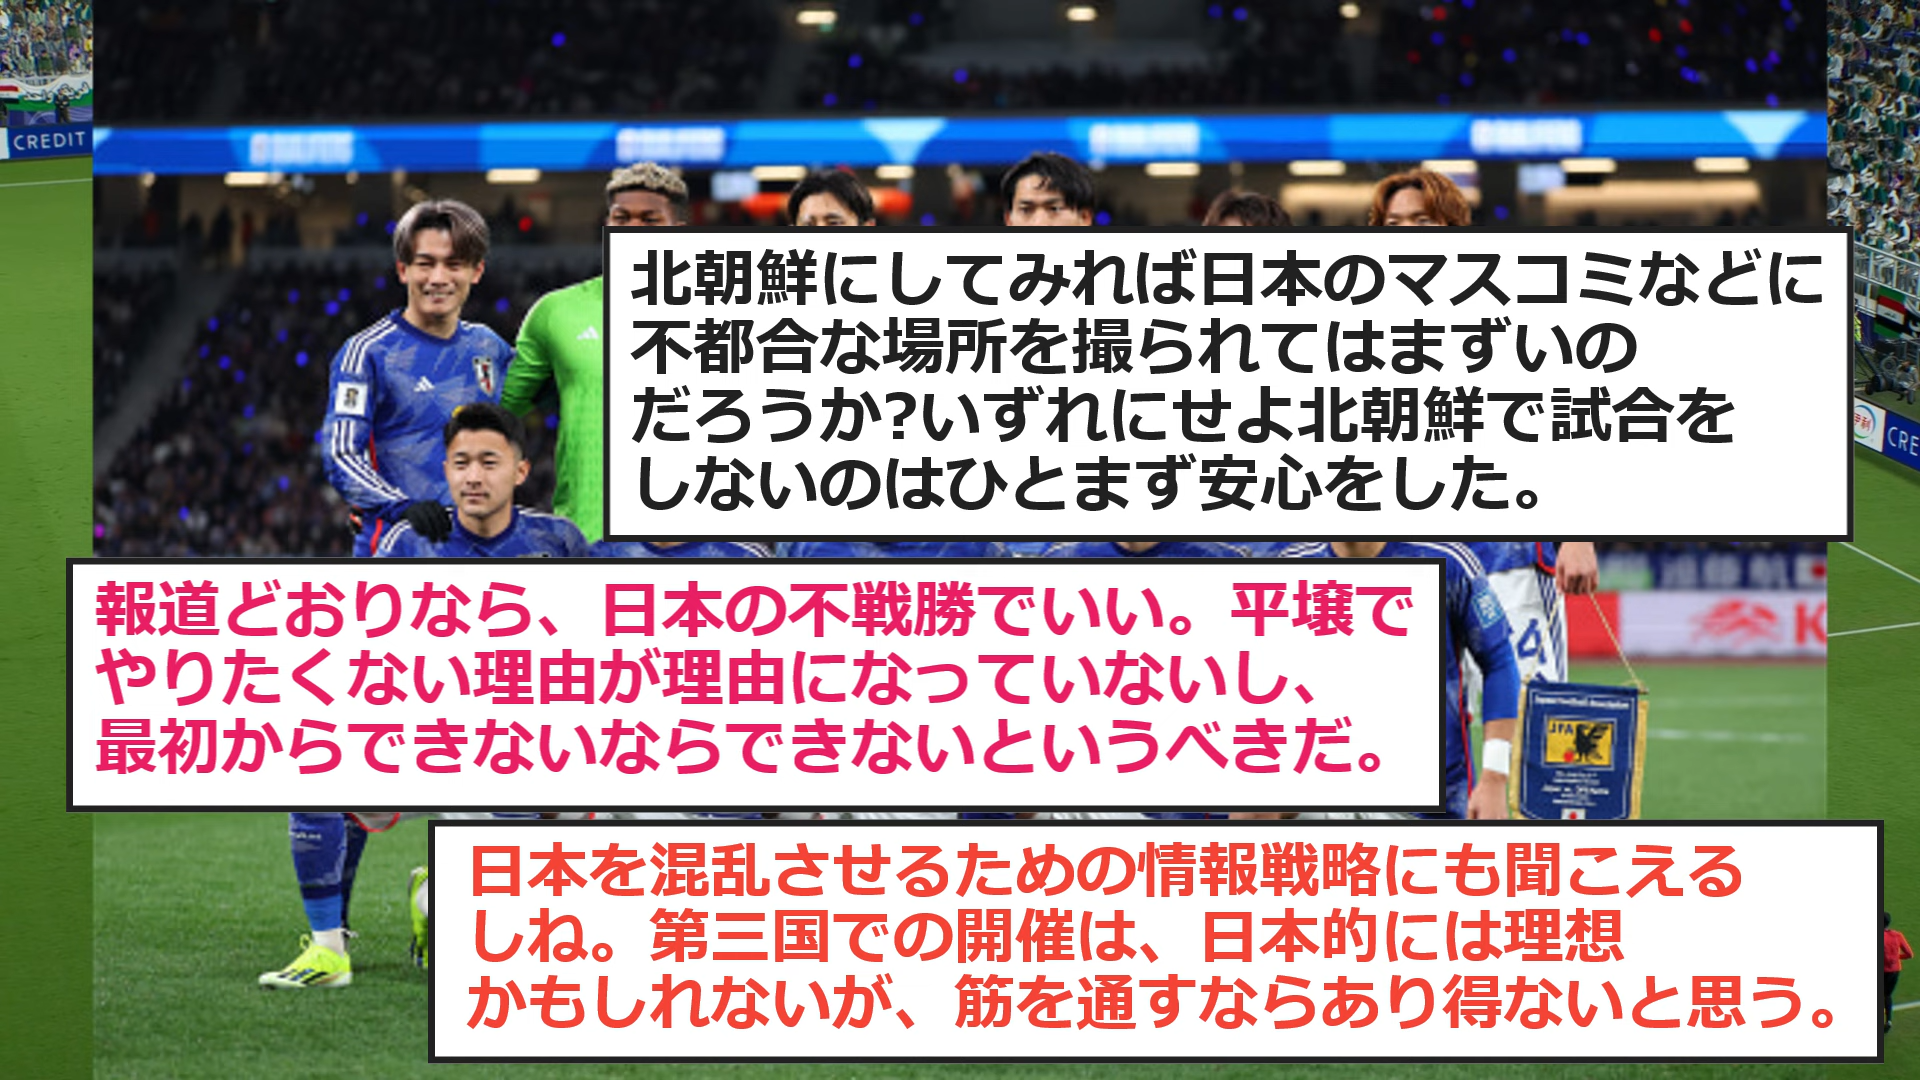 CREDIT
北朝鮮にしてみれば日本のマスコミなどに
不都合な場所を撮られてはまずいの
だろうか?いずれにせよ北朝鮮で試合を
しないのはひとまず安心をした。
報道どおりなら、日本の不戦勝でいい。平壌で
やりたくない理由が理由になっていないし、
最初からできないならできないというべきだ。
JFA
日本を混乱させるための情報戦略にも聞こえる
しね。第三国での開催は、日本的には理想
かもしれないが、筋を通すならあり得ないと思う。
CRE